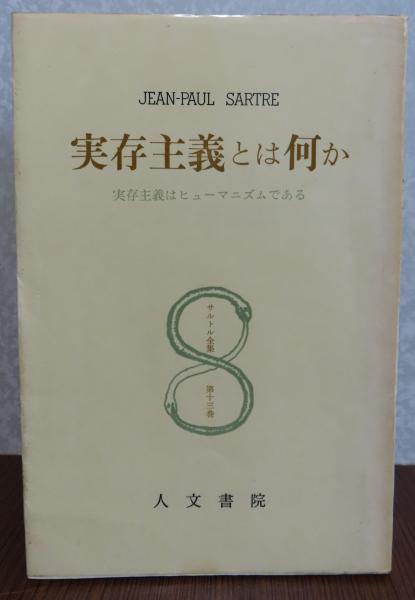 JEAN-PAUL SARTRE
実存主義とは何か
実存主義はヒューマニズムである
サルトル全集
第十三巻
人文書院